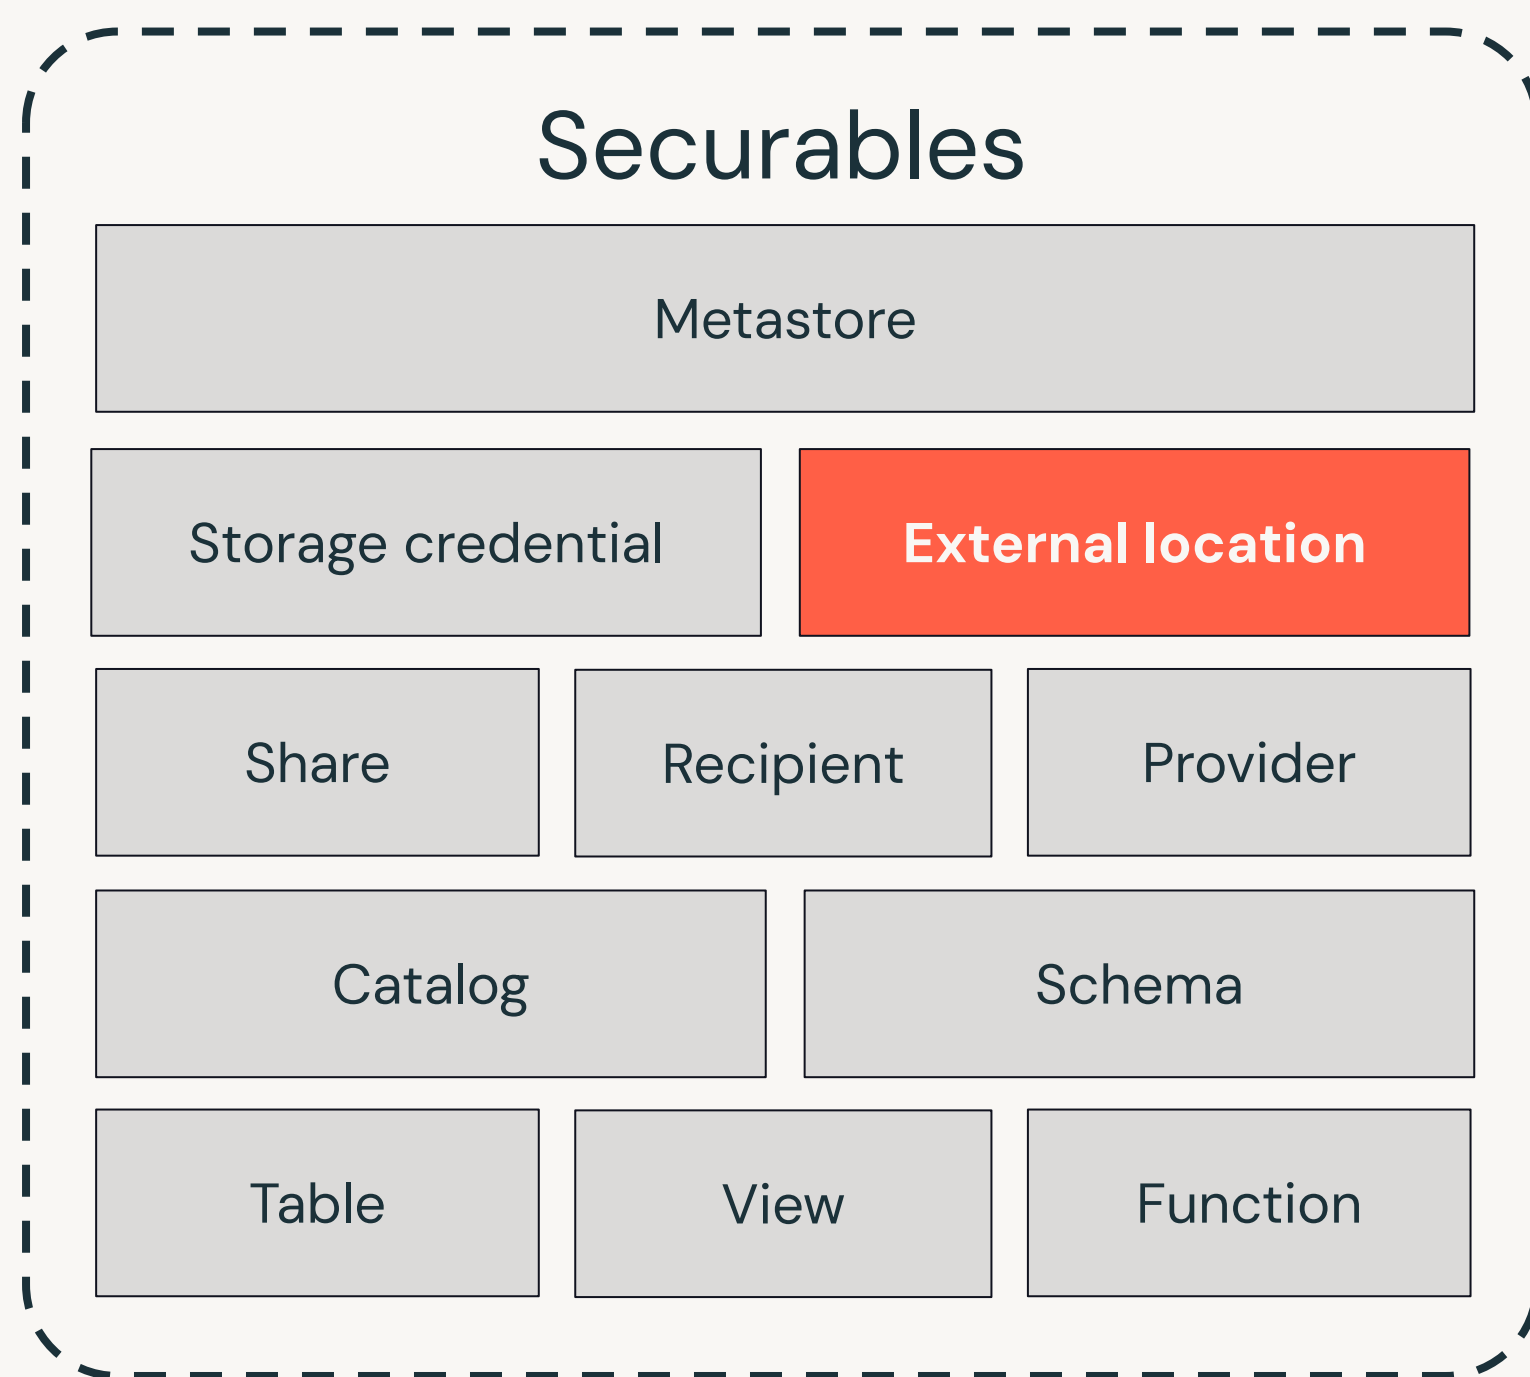 Securables
Metastore
Storage credential
External location
Share
Recipient
Provider
Catalog
Schema
Table
View
Function